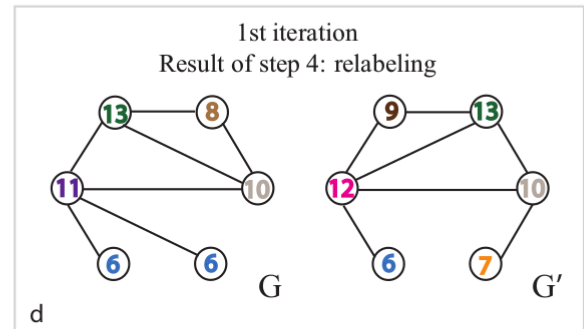 1st iteration
Result of step 4: relabeling
13 8 9 13
11 10 12 10
6 6 6 7
G G′
d